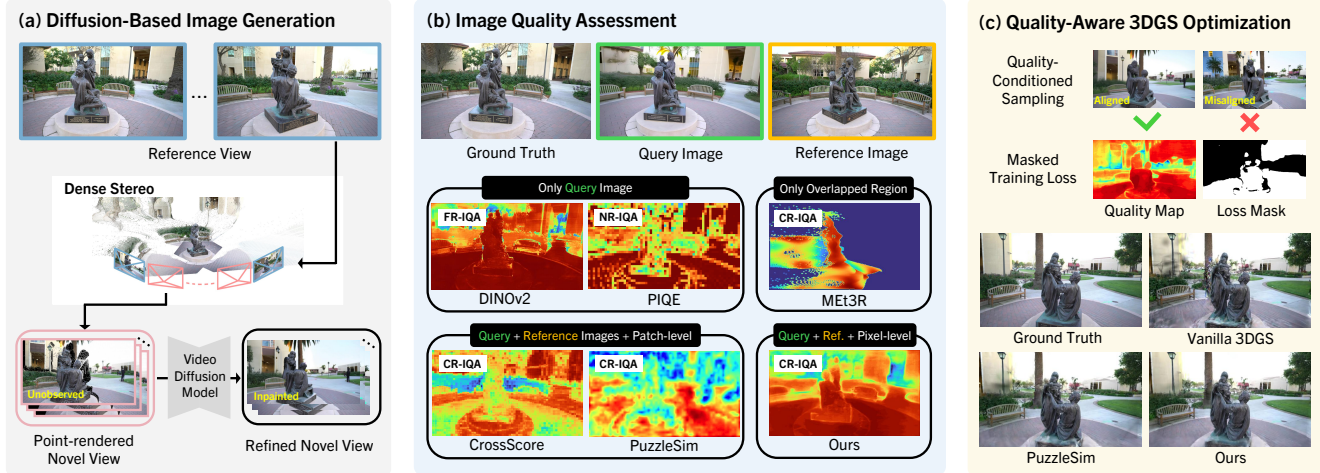 (a) Diffusion-Based Image Generation
...
Reference View
Dense Stereo
Unobserved
Video
Diffusion
Model
Inpainted
Point-rendered
Novel View
Refined Novel View
(b) Image Quality Assessment
Ground Truth
Query Image
Reference Image
Only Query Image
FR-IQA
NR-IQA
DINOv2
PIQE
Only Overlapped Region
CR-IQA
MEt3R
Query + Reference Images + Patch-level
CR-IQA
CR-IQA
CrossScore
PuzzleSim
Query + Ref. + Pixel-level
CR-IQA
Ours
(c) Quality-Aware 3DGS Optimization
Quality-
Conditioned
Sampling
Aligned
Misaligned
Masked
Training Loss
Quality Map
Loss Mask
Ground Truth
Vanilla 3DGS
PuzzleSim
Ours